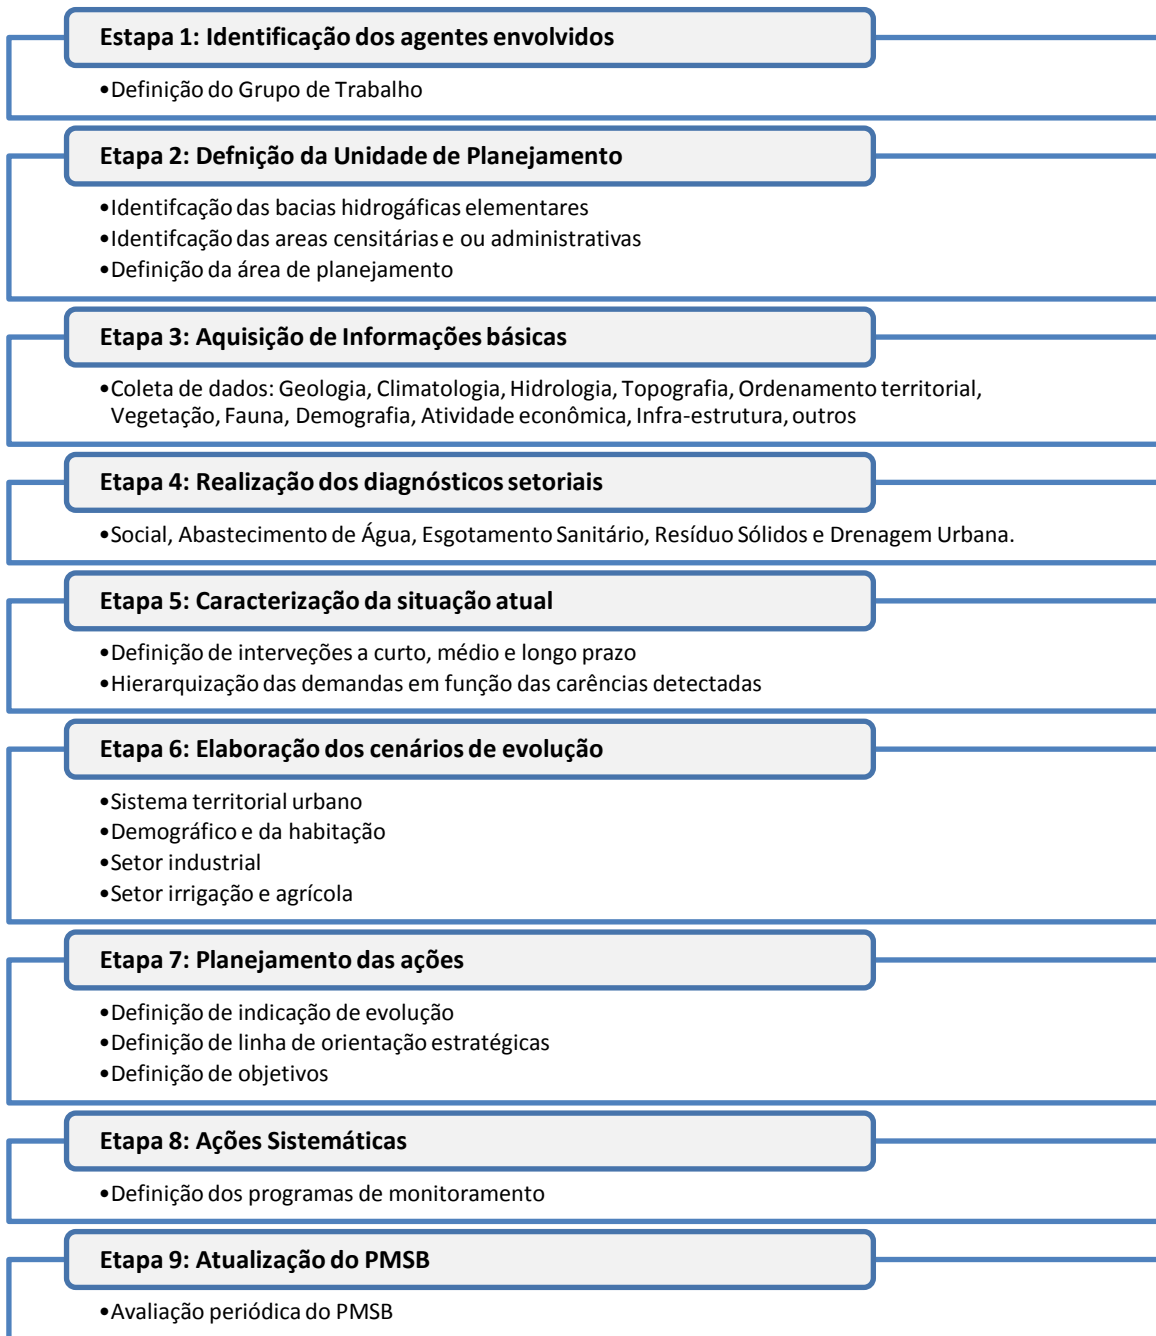 Estapa 1: Identificação dos agentes envolvidos
•Definição do Grupo de Trabalho
Etapa 2: Defnição da Unidade de Planejamento
•Identifcação das bacias hidrogáficas elementares
•Identifcação das areas censitárias e ou administrativas
•Definição da área de planejamento
Etapa 3: Aquisição de Informações básicas
•Coleta de dados: Geologia, Climatologia, Hidrologia, Topografia, Ordenamento territorial,
Vegetação, Fauna, Demografia, Atividade econômica, Infra-estrutura, outros
Etapa 4: Realização dos diagnósticos setoriais
•Social, Abastecimento de Água, Esgotamento Sanitário, Resíduo Sólidos e Drenagem Urbana.
Etapa 5: Caracterização da situação atual
•Definição de interveções a curto, médio e longo prazo
•Hierarquização das demandas em função das carências detectadas
Etapa 6: Elaboração dos cenários de evolução
•Sistema territorial urbano
•Demográfico e da habitação
•Setor industrial
•Setor irrigação e agrícola
Etapa 7: Planejamento das ações
•Definição de indicação de evolução
•Definição de linha de orientação estratégicas
•Definição de objetivos
Etapa 8: Ações Sistemáticas
•Definição dos programas de monitoramento
Etapa 9: Atualização do PMSB
•Avaliação periódica do PMSB